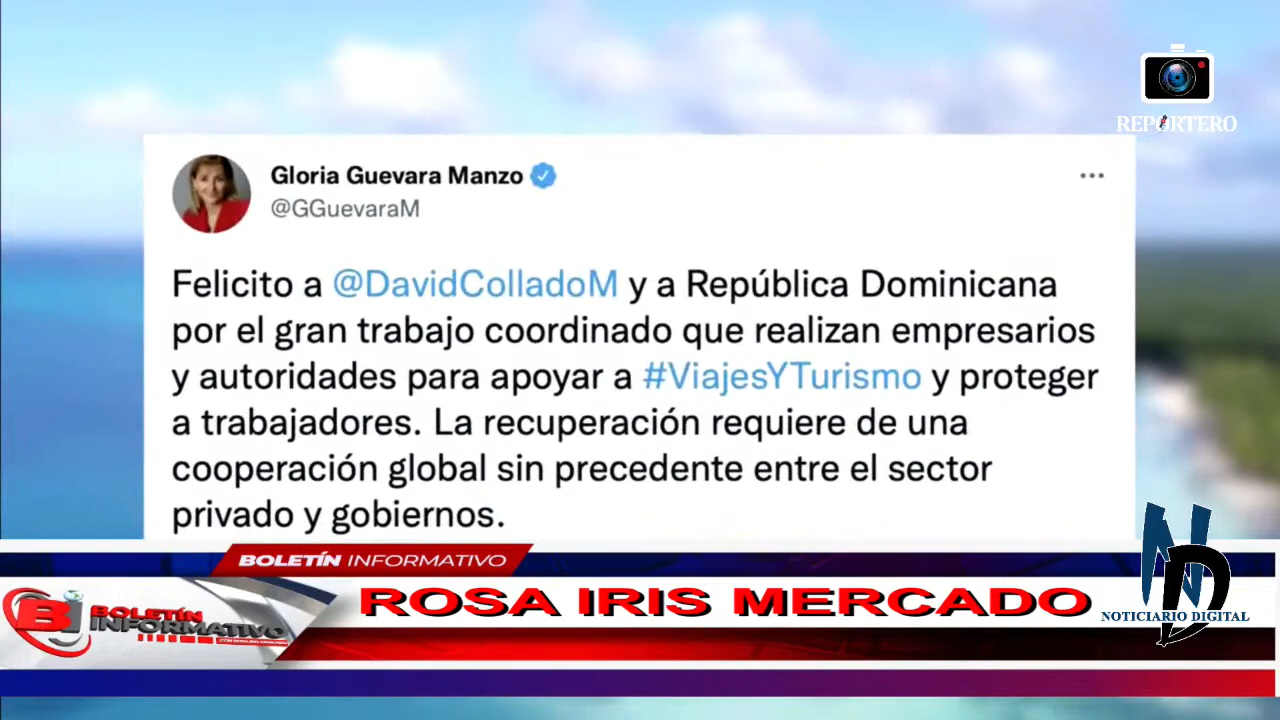 REPORTERO
Gloria Guevara Manzo
@GGuevaraM
Felicito a @DavidColladoM y a República Dominicana
por el gran trabajo coordinado que realizan empresarios
y autoridades para apoyar a #ViajesYTurismo y proteger
a trabajadores. La recuperación requiere de una
cooperación global sin precedente entre el sector
privado y gobiernos.
BOLETÍN INFORMATIVO
ROSA IRIS MERCADO
BJ BOLETÍN
INFORMATIVO
ND
NOTICIARIO DIGITAL